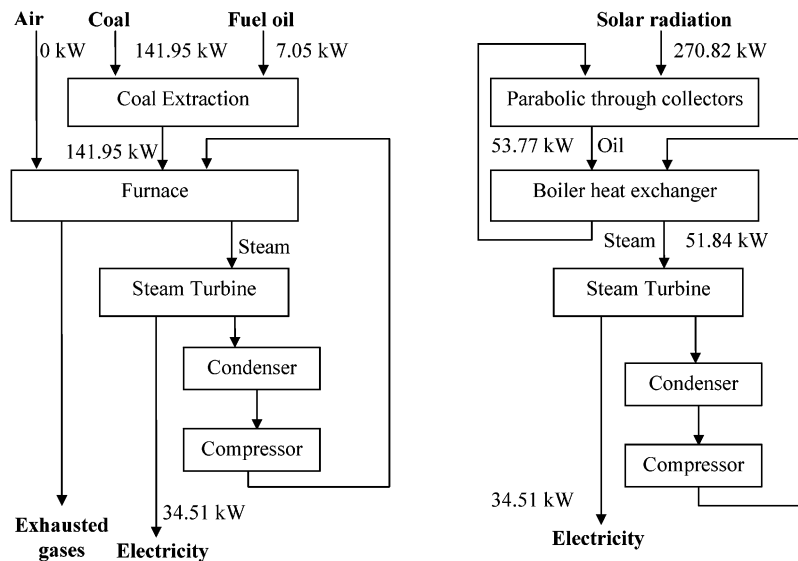 Air
Coal
Fuel oil
0 kW
141.95 kW
7.05 kW
Coal Extraction
141.95 kW
Furnace
Steam
Steam Turbine
Condenser
Compressor
34.51 kW
Exhausted
gases
Electricity
Solar radiation
270.82 kW
Parabolic through collectors
53.77 kW
Oil
Boiler heat exchanger
Steam
51.84 kW
Steam Turbine
Condenser
Compressor
34.51 kW
Electricity